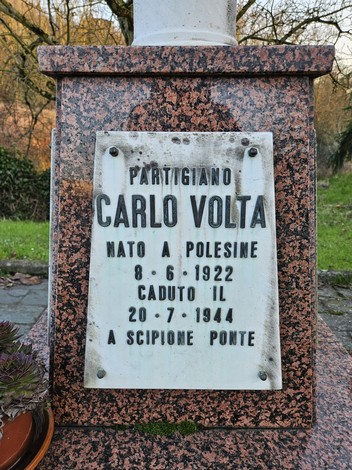 PARTIGIANO
CARLO VOLTA
NATO A POLESINE
8 - 6 - 1922
CADUTO IL
20 - 7 - 1944
A SCIPIONE PONTE